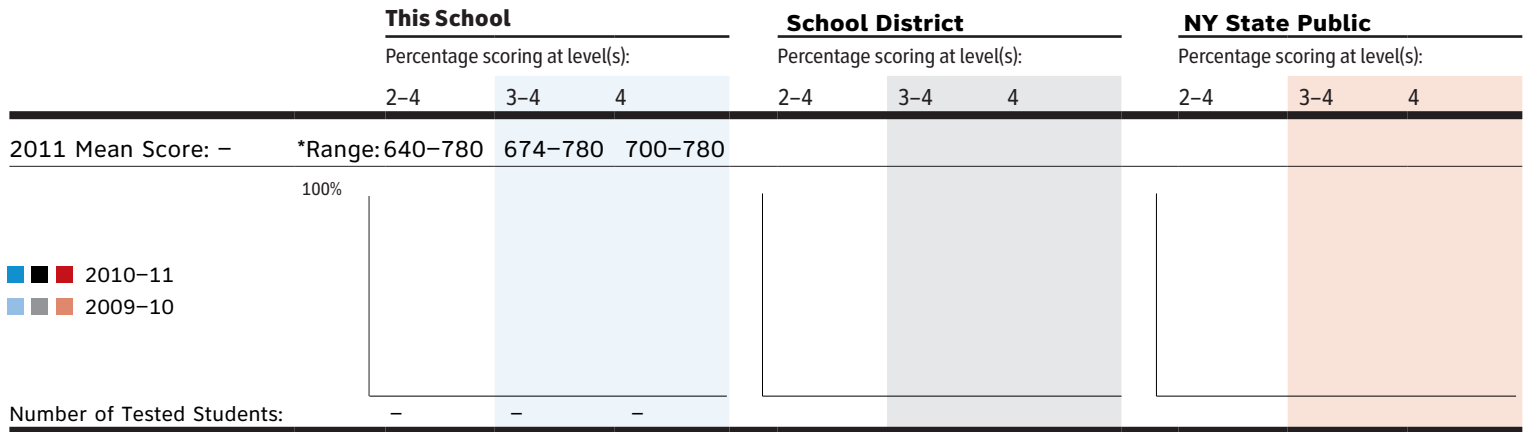 This School School District NY State Public
Percentage scoring at level(s): Percentage scoring at level(s): Percentage scoring at level(s):
2–4 3–4 4 2–4 3–4 4 2–4 3–4 4
2011 Mean Score: – *Range: 640–780 674–780 700–780
100%
2010–11
2009–10
Number of Tested Students: – – –